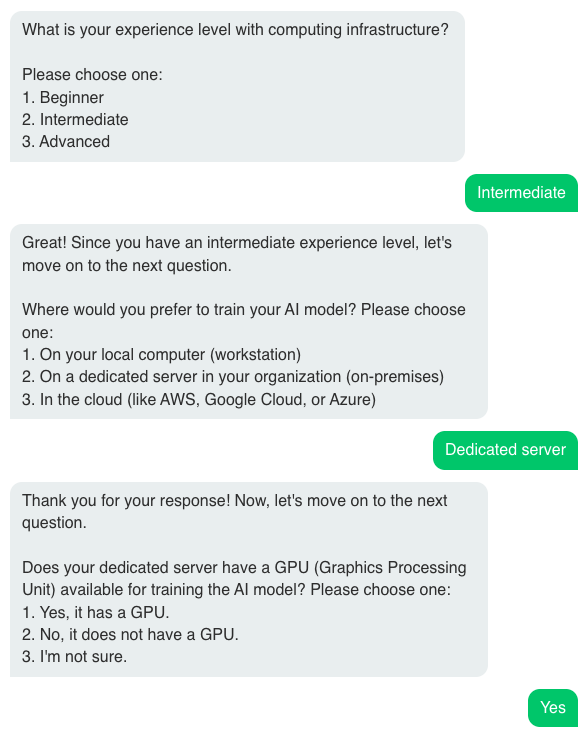 What is your experience level with computing infrastructure?
Please choose one:
1. Beginner
2. Intermediate
3. Advanced
Intermediate
Great! Since you have an intermediate experience level, let's
move on to the next question.
Where would you prefer to train your AI model? Please choose
one:
1. On your local computer (workstation)
2. On a dedicated server in your organization (on-premises)
3. In the cloud (like AWS, Google Cloud, or Azure)
Dedicated server
Thank you for your response! Now, let's move on to the next
question.
Does your dedicated server have a GPU (Graphics Processing
Unit) available for training the AI model? Please choose one:
1. Yes, it has a GPU.
2. No, it does not have a GPU.
3. I'm not sure.
Yes